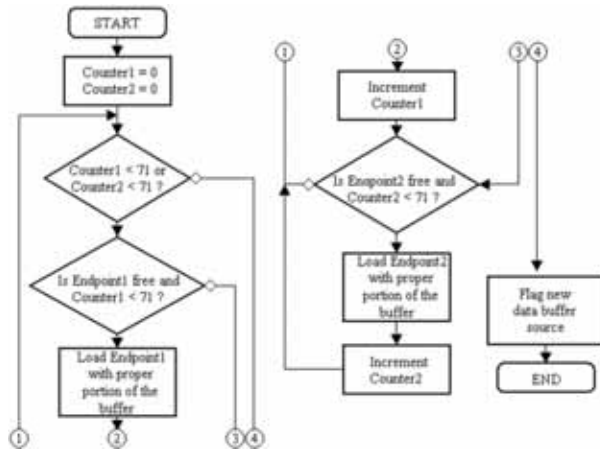 START
Counter1 = 0
Counter2 = 0
Counter1 < 71 or
Counter2 < 71 ?
Is Endpoint1 free and
Counter1 < 71 ?
Load Endpoint1
with proper
portion of the
buffer
1
2
3
4
1
2
3
4
Increment
Counter1
Is Enopoint2 free and
Counter2 < 71 ?
Load Endpoint2
with proper
portion of the
buffer
Increment
Counter2
Flag new
data buffer
source
END